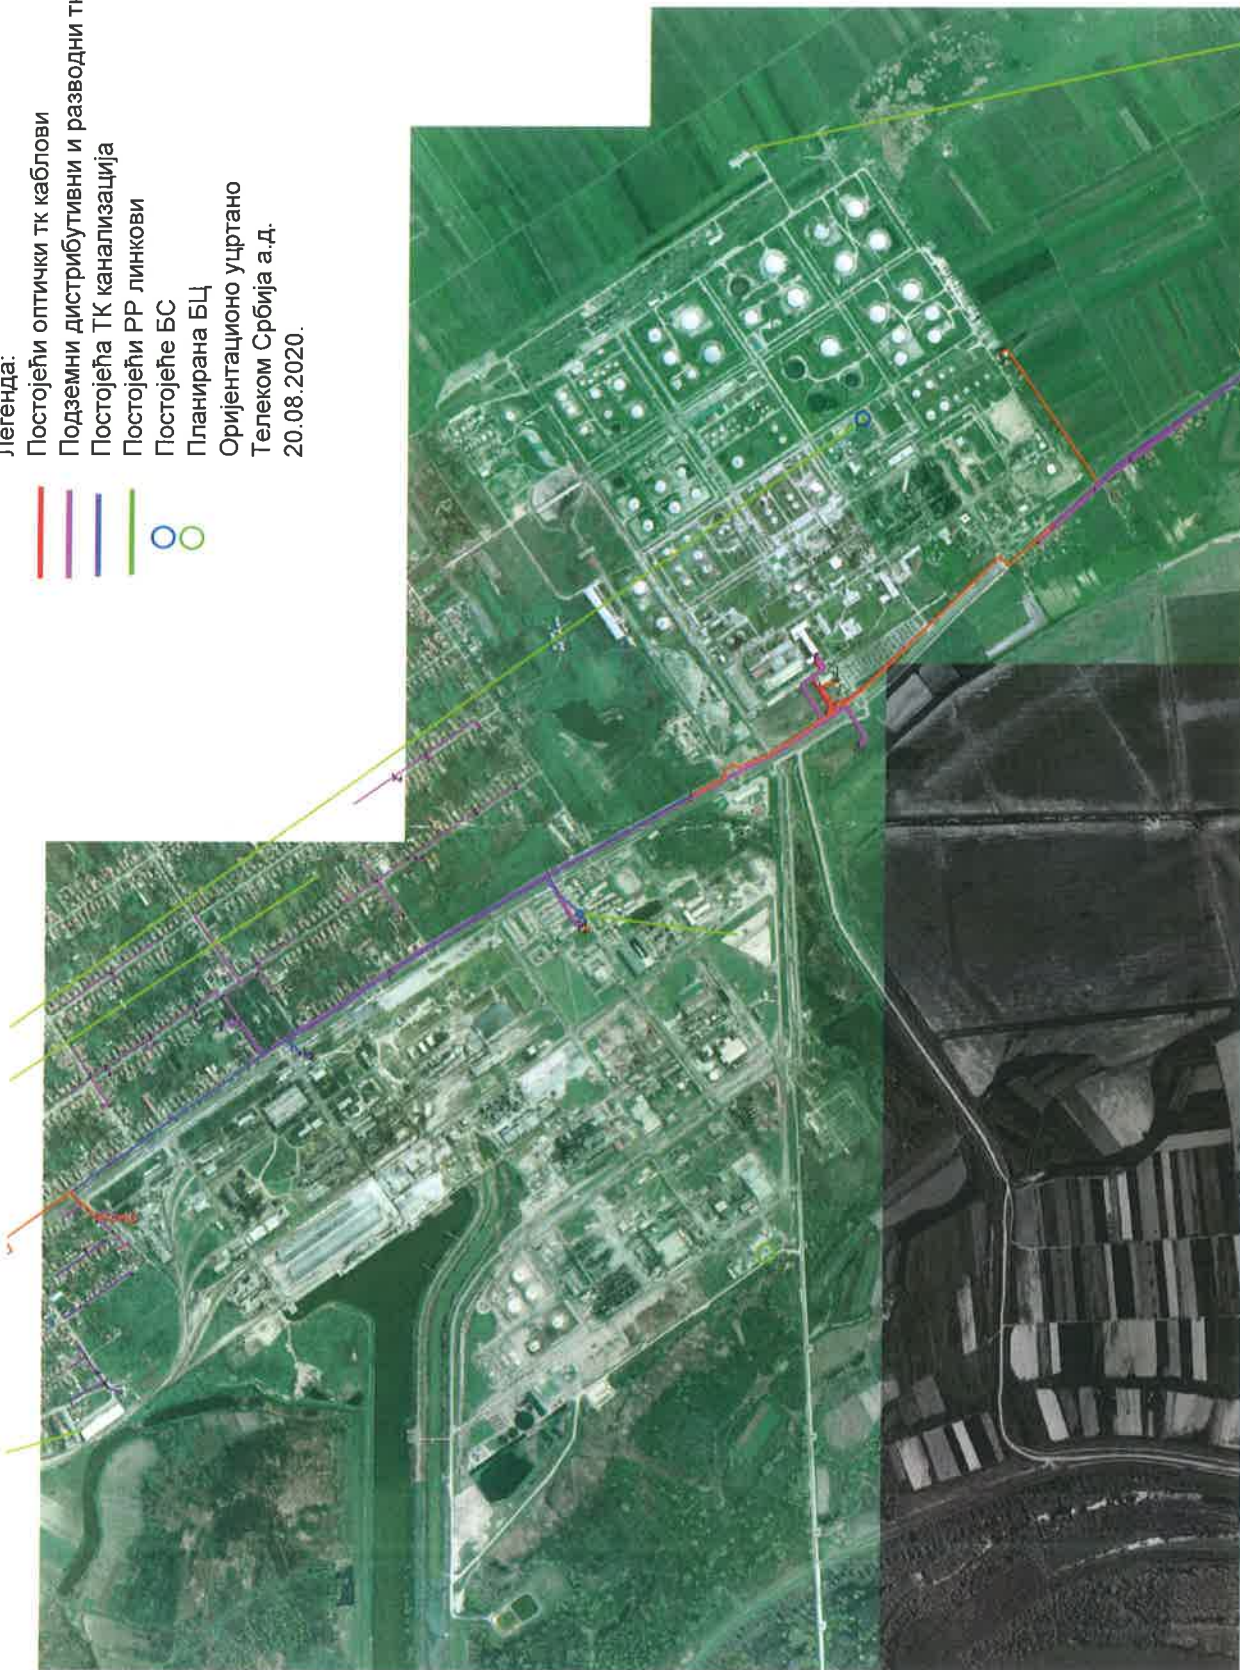 Легенда:
Постојећи оптички тк каблови
Подземни дистрибутивни и разводни тк
Постојећа ТК канализација
Постојећи РР линкови
Постојеће БС
Планирана БЦ
Оријентационо уцртано
Телеком Србија а.д.
20.08.2020.